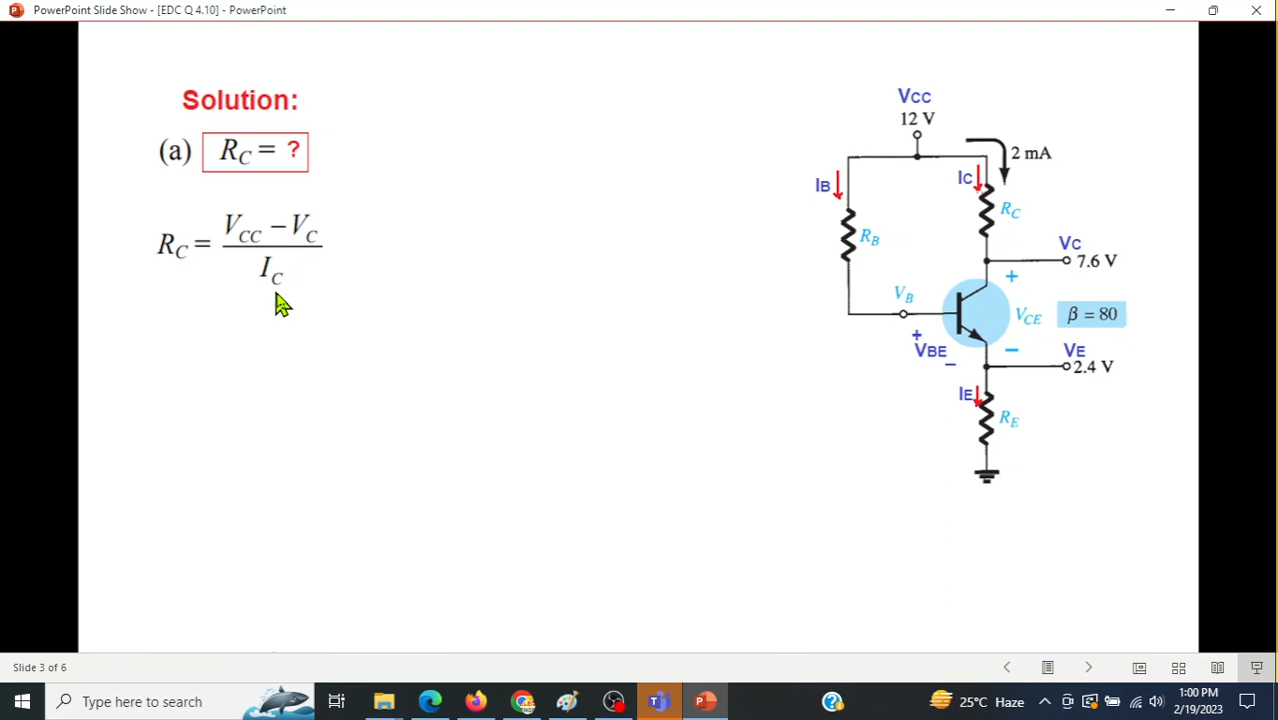 PowerPoint Slide Show - [EDC Q 4.10] - PowerPoint
Solution:
(a) R_C = ?
R_C = (V_CC − V_C) / I_C
VCC
12 V
2 mA
IB
IC
R_C
R_B
VC
7.6 V
+
V_B
V_CE
β = 80
+
VBE
−
−
VE
2.4 V
IE
R_E
Slide 3 of 6
Type here to search
25°C Haze
1:00 PM
2/19/2023